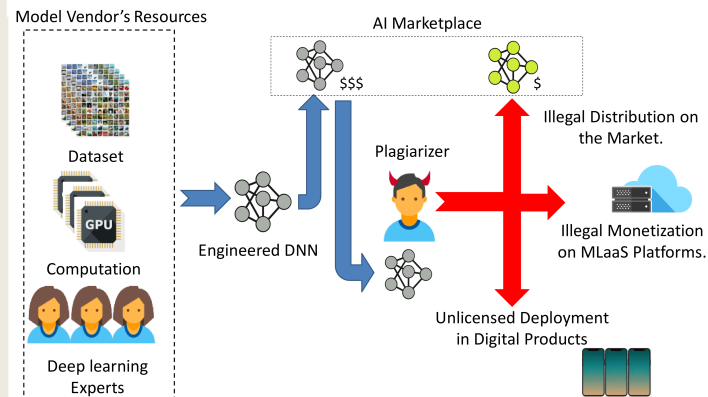 Model Vendor's Resources
AI Marketplace
$$$
$
Dataset
GPU
Computation
Deep learning
Experts
Engineered DNN
Plagiarizer
Illegal Distribution on
the Market.
Illegal Monetization
on MLaaS Platforms.
Unlicensed Deployment
in Digital Products